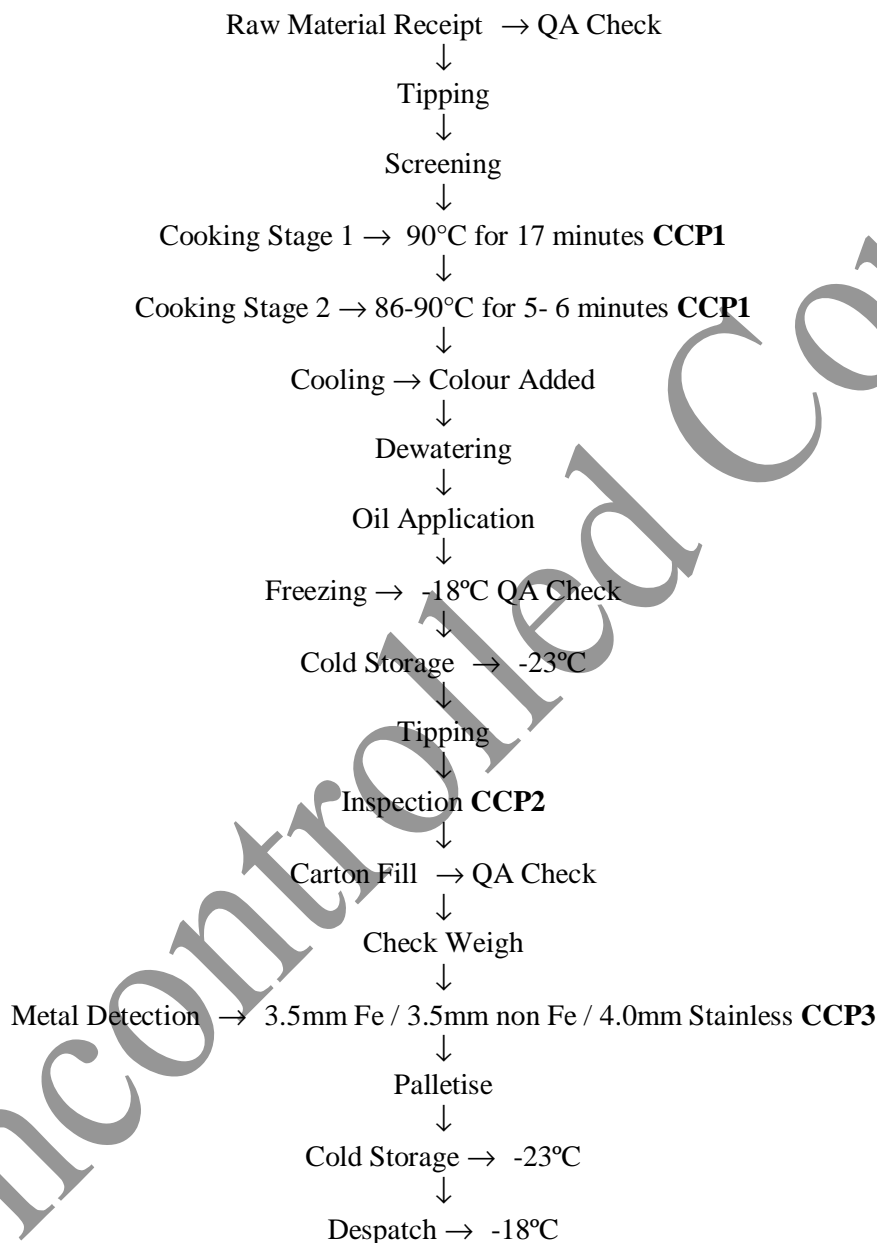 Raw Material Receipt → QA Check
↓
Tipping
↓
Screening
↓
Cooking Stage 1 → 90°C for 17 minutes CCP1
↓
Cooking Stage 2 → 86-90°C for 5- 6 minutes CCP1
↓
Cooling → Colour Added
↓
Dewatering
↓
Oil Application
↓
Freezing → -18ºC QA Check
↓
Cold Storage → -23ºC
↓
Tipping
↓
Inspection CCP2
↓
Carton Fill → QA Check
↓
Check Weigh
↓
Metal Detection → 3.5mm Fe / 3.5mm non Fe / 4.0mm Stainless CCP3
↓
Palletise
↓
Cold Storage → -23ºC
↓
Despatch → -18ºC
ncontrolled Co